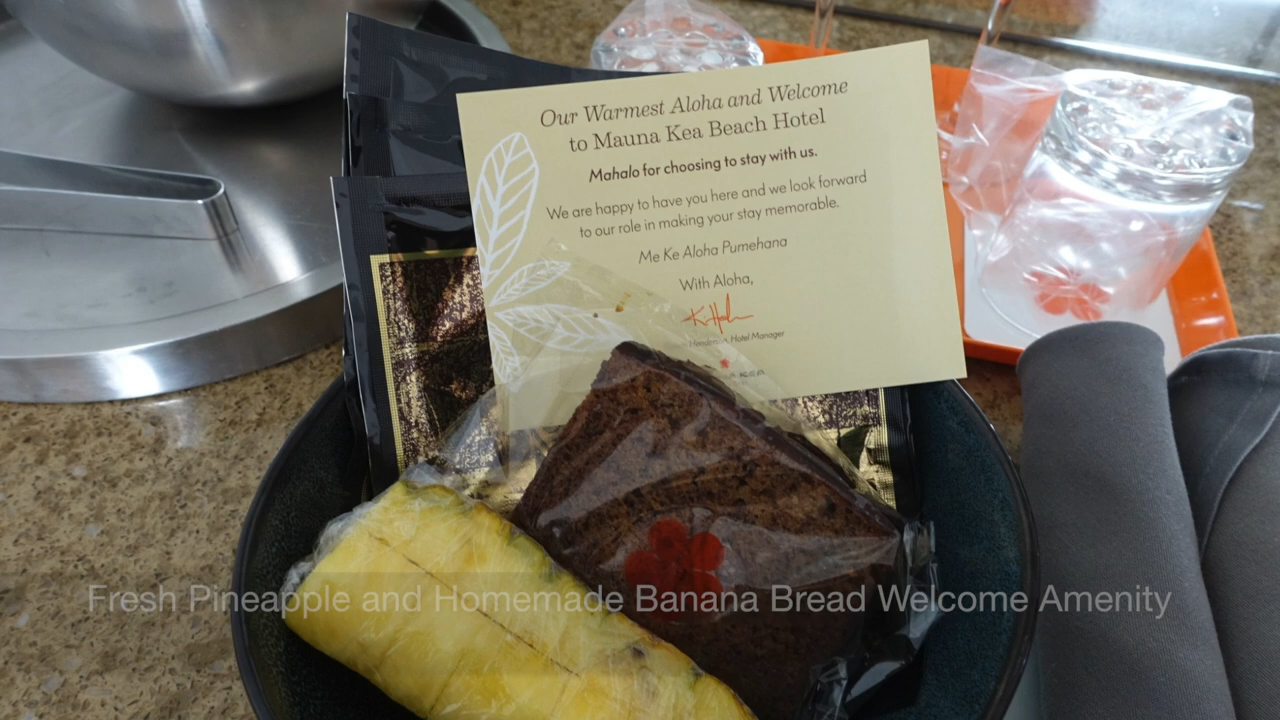 Our Warmest Aloha and Welcome
to Mauna Kea Beach Hotel
Mahalo for choosing to stay with us.
We are happy to have you here and we look forward
to our role in making your stay memorable.
Me Ke Aloha Pumehana
With Aloha,
Henderson, Hotel Manager
Fresh Pineapple and Homemade Banana Bread Welcome Amenity